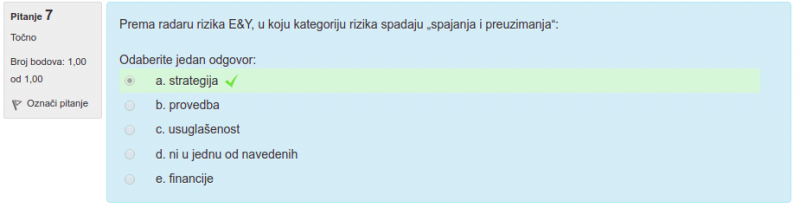 Pitanje 7
Točno
Broj bodova: 1,00
od 1,00
Označi pitanje
Prema radaru rizika E&Y, u koju kategoriju rizika spadaju „spajanja i preuzimanja“:
Odaberite jedan odgovor:
a. strategija
b. provedba
c. usuglašenost
d. ni u jednu od navedenih
e. financije